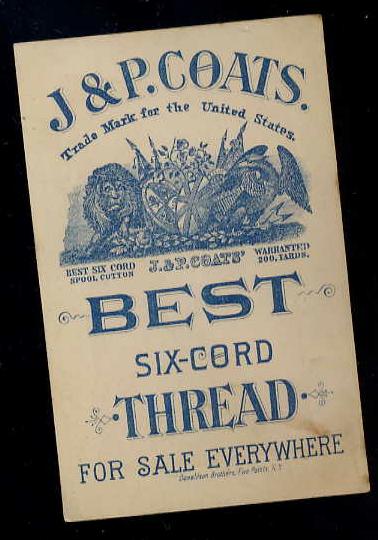 J & P. COATS.
Trade Mark for the United States.
BEST SIX CORD
SPOOL COTTON
J. & P. COATS'
WARRANTED
200, YARDS.
BEST
SIX-CORD
THREAD
FOR SALE EVERYWHERE
Donaldson Brothers, Five Points, N.Y.